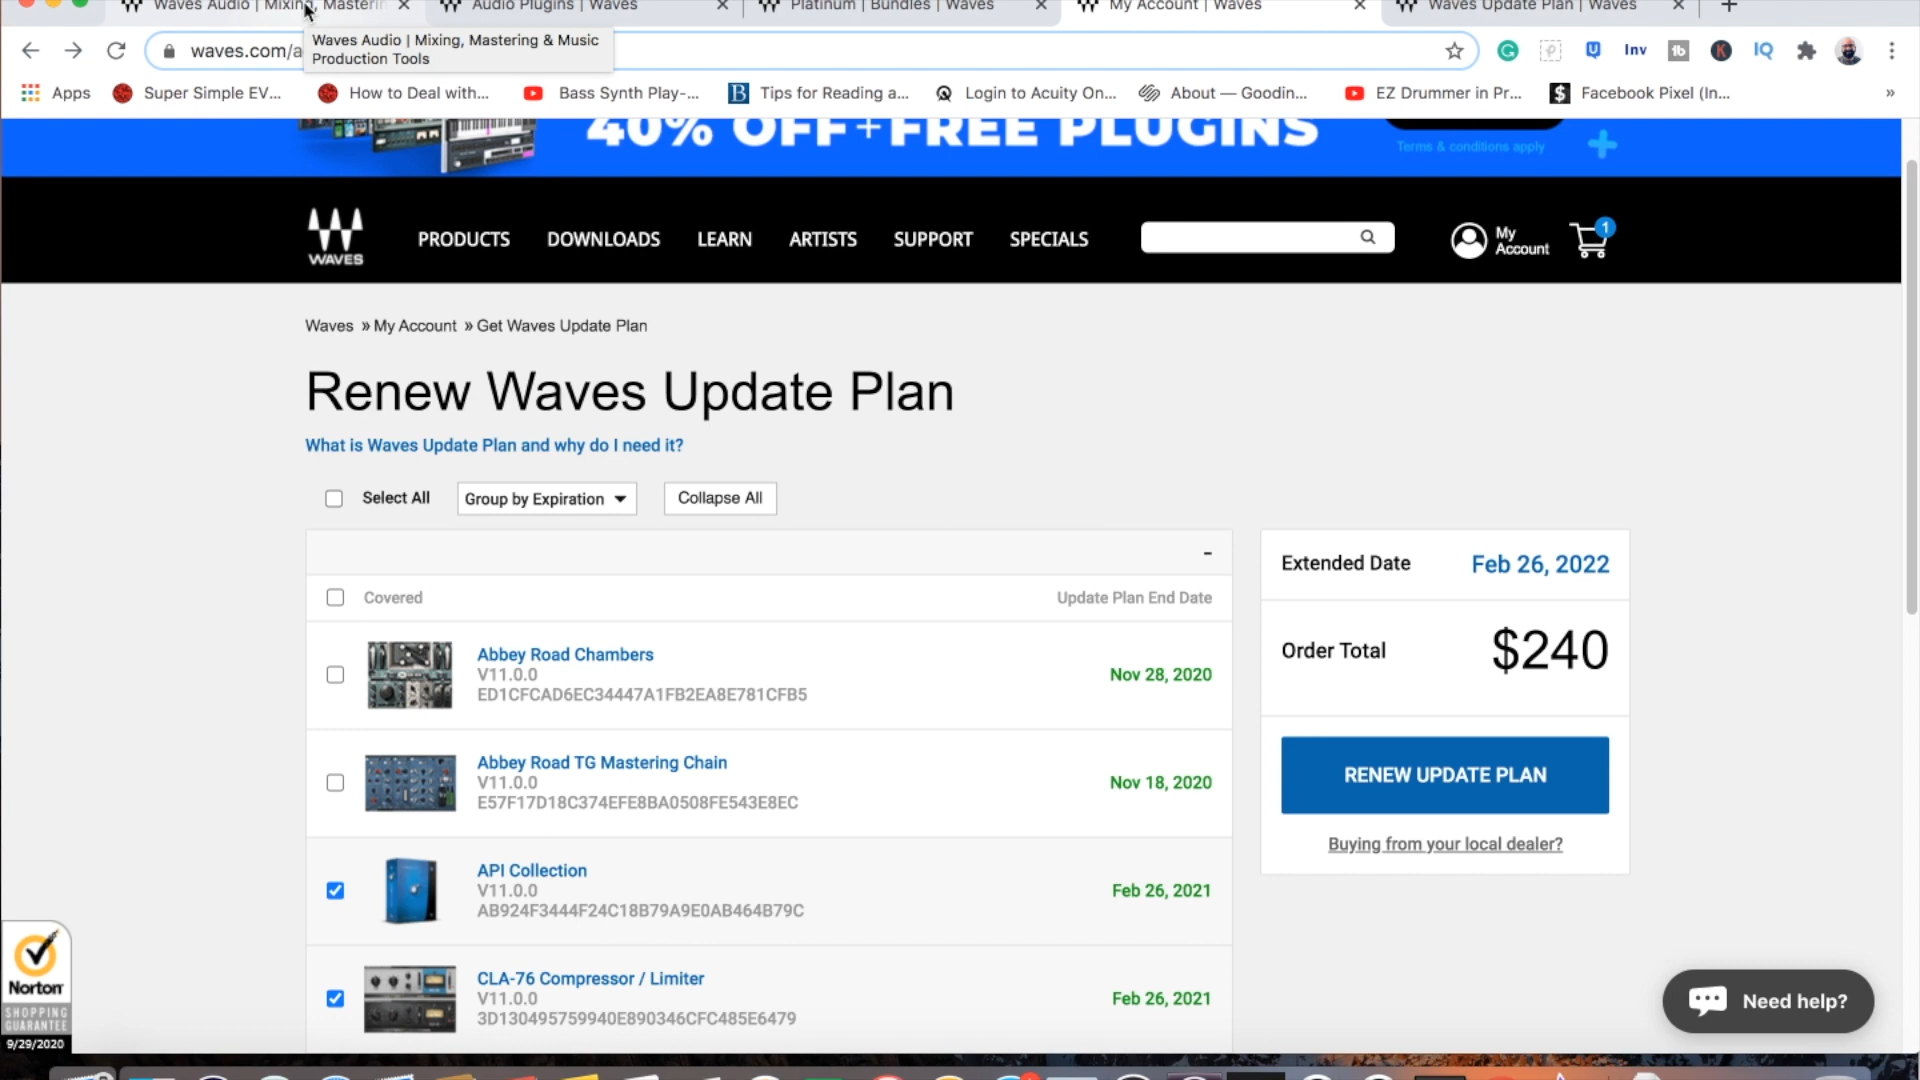 Waves Audio | Mixing, Masterin
Audio Plugins | Waves
Platinum | Bundles | Waves
My Account | Waves
Waves Update Plan | Waves
waves.com/a
Waves Audio | Mixing, Mastering & Music
Production Tools
Inv
IQ
Apps
Super Simple EV...
How to Deal with...
Bass Synth Play-...
Tips for Reading a...
Login to Acuity On...
About — Goodin...
EZ Drummer in Pr...
Facebook Pixel (In...
»
40% OFF+FREE PLUGINS
Terms & conditions apply
WAVES
PRODUCTS
DOWNLOADS
LEARN
ARTISTS
SUPPORT
SPECIALS
My
Account
1
Waves » My Account » Get Waves Update Plan
Renew Waves Update Plan
What is Waves Update Plan and why do I need it?
Select All
Group by Expiration
Collapse All
-
Covered
Update Plan End Date
Abbey Road Chambers
V11.0.0
ED1CFCAD6EC34447A1FB2EA8E781CFB5
Nov 28, 2020
Abbey Road TG Mastering Chain
V11.0.0
E57F17D18C374EFE8BA0508FE543E8EC
Nov 18, 2020
API Collection
V11.0.0
AB924F3444F24C18B79A9E0AB464B79C
Feb 26, 2021
CLA-76 Compressor / Limiter
V11.0.0
3D130495759940E890346CFC485E6479
Feb 26, 2021
Extended Date
Feb 26, 2022
Order Total
$240
RENEW UPDATE PLAN
Buying from your local dealer?
Norton
SHOPPING
GUARANTEE
9/29/2020
Need help?